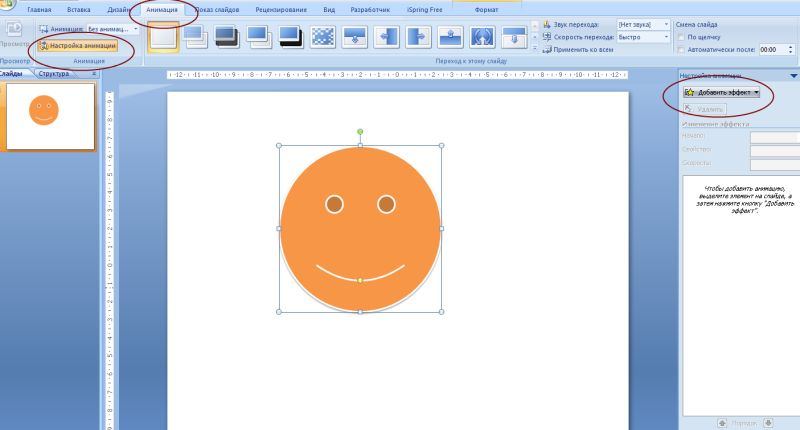 Главная Вставка Дизайн Анимация Показ слайдов Рецензирование Вид Разработчик iSpring Free Формат
Просмотр
Анимация: Без анимац...
Настройка анимации
Просмотр
Анимация
Звук перехода: [Нет звука]
Скорость перехода: Быстро
Применить ко всем
Переход к этому слайду
Смена слайда
По щелчку
Автоматически после: 00:00
Слайды Структура
Настройка анимации
Добавить эффект
Удалить
Изменение эффекта
Начало:
Свойство:
Скорость:
Чтобы добавить анимацию,
выделите элемент на слайде, а
затем нажмите кнопку "Добавить
эффект".
Порядок